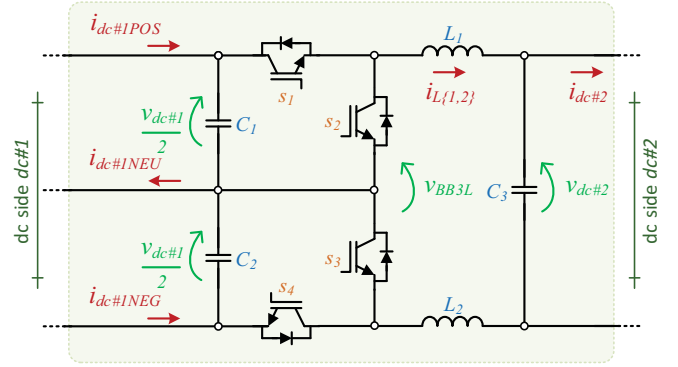 i_dc#1POS
L_1
s_1
i_L{1,2}
i_dc#2
v_dc#1
2
C_1
s_2
dc side dc#1
i_dc#1NEU
v_BB3L
C_3
v_dc#2
dc side dc#2
v_dc#1
2
C_2
s_3
i_dc#1NEG
s_4
L_2